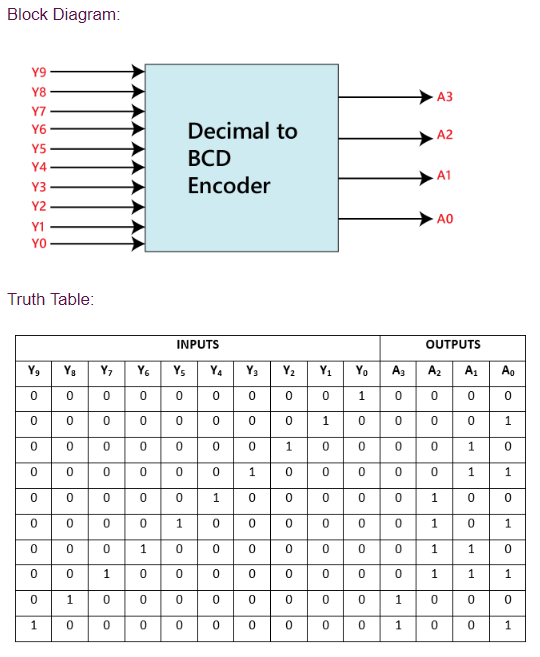 Block Diagram:
Y9
Y8
Y7
Y6
Y5
Y4
Y3
Y2
Y1
Y0
Decimal to
BCD
Encoder
A3
A2
A1
A0
Truth Table:
INPUTS OUTPUTS
Y₉ Y₈ Y₇ Y₆ Y₅ Y₄ Y₃ Y₂ Y₁ Y₀ A₃ A₂ A₁ A₀
0 0 0 0 0 0 0 0 0 1 0 0 0 0
0 0 0 0 0 0 0 0 1 0 0 0 0 1
0 0 0 0 0 0 0 1 0 0 0 0 1 0
0 0 0 0 0 0 1 0 0 0 0 0 1 1
0 0 0 0 0 1 0 0 0 0 0 1 0 0
0 0 0 0 1 0 0 0 0 0 0 1 0 1
0 0 0 1 0 0 0 0 0 0 0 1 1 0
0 0 1 0 0 0 0 0 0 0 0 1 1 1
0 1 0 0 0 0 0 0 0 0 1 0 0 0
1 0 0 0 0 0 0 0 0 0 1 0 0 1